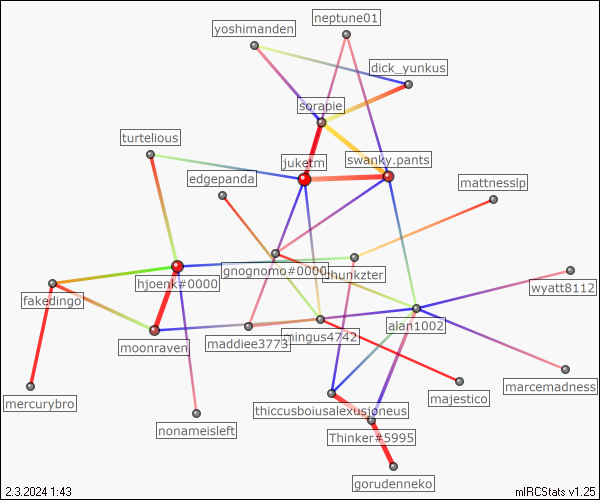 neptune01
yoshimanden
dick_yunkus
sorapie
turtelious
juketm
swanky.pants
edgepanda
mattnesslp
gnognomo#0000
chunkzter
hjoenk#0000
wyatt8112
fakedingo
alan1002
mingus4742
maddiee3773
moonraven
marcemadness
majestico
mercurybro
thiccusboiusalexusjoneus
nonameisleft
Thinker#5995
gorudenneko
2.3.2024 1:43
mIRCStats v1.25